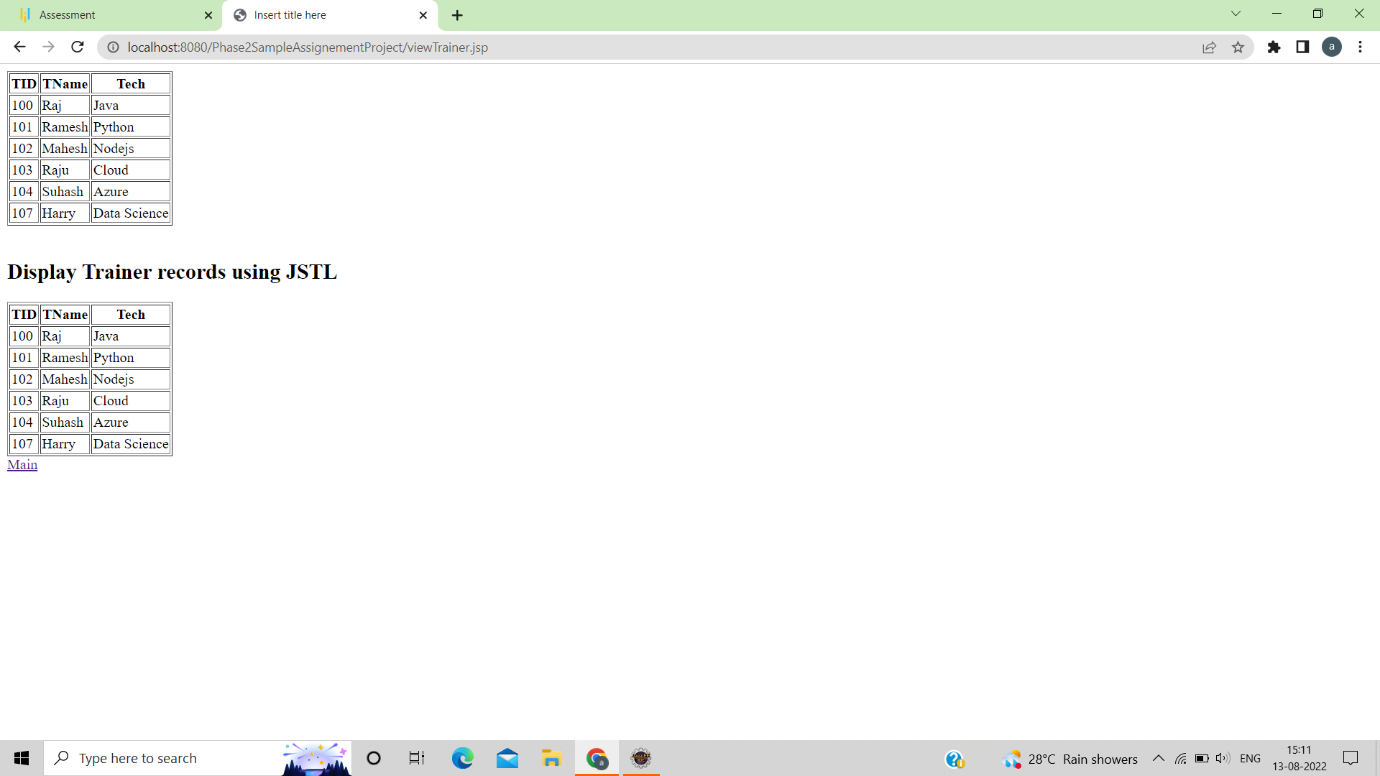 Assessment
Insert title here
localhost:8080/Phase2SampleAssignementProject/viewTrainer.jsp
a
TID TName Tech
100 Raj Java
101 Ramesh Python
102 Mahesh Nodejs
103 Raju Cloud
104 Suhash Azure
107 Harry Data Science
Display Trainer records using JSTL
TID TName Tech
100 Raj Java
101 Ramesh Python
102 Mahesh Nodejs
103 Raju Cloud
104 Suhash Azure
107 Harry Data Science
Main
Type here to search
28°C Rain showers
ENG
15:11
13-08-2022